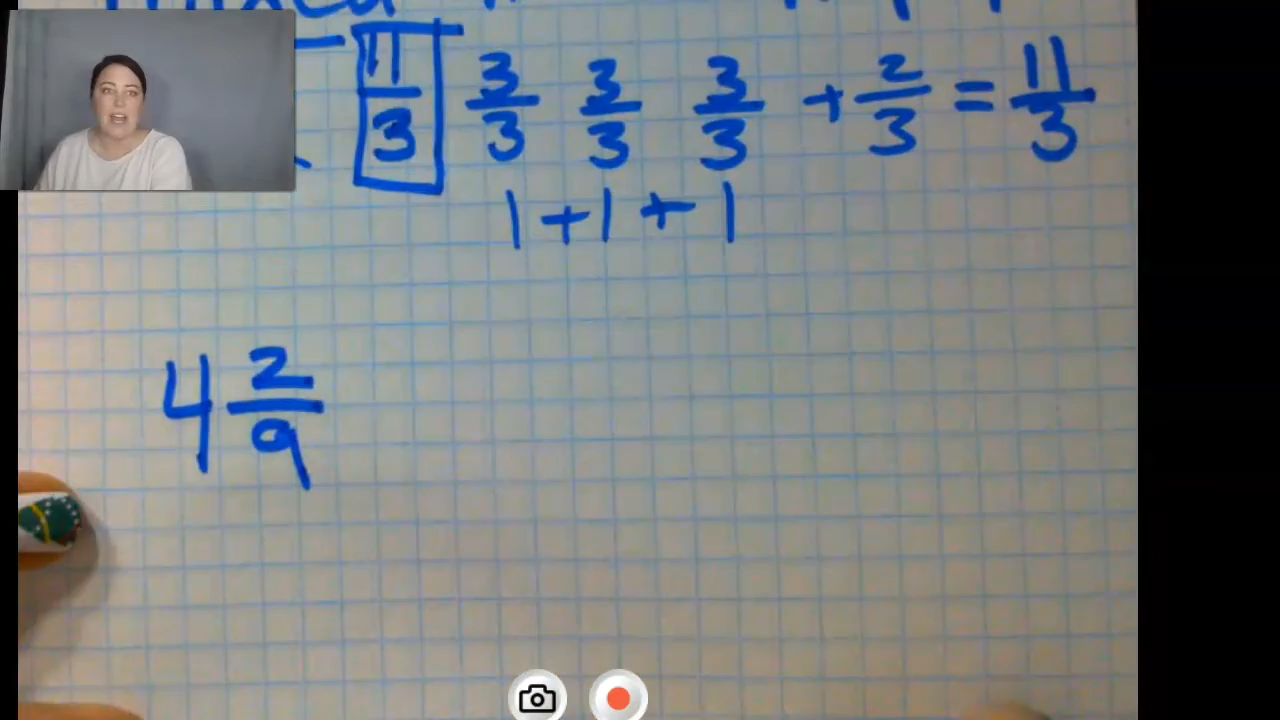 11/3 3/3 3/3 3/3 + 2/3 = 11/3
1 + 1 + 1
4 2/9